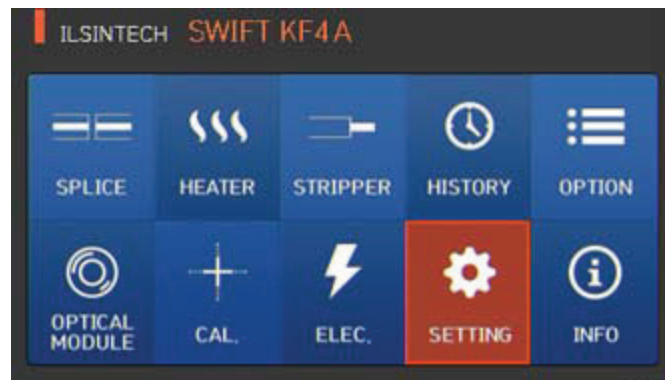 ILSINTECH SWIFT KF4A
SPLICE HEATER STRIPPER HISTORY OPTION
OPTICAL
MODULE CAL. ELEC. SETTING INFO